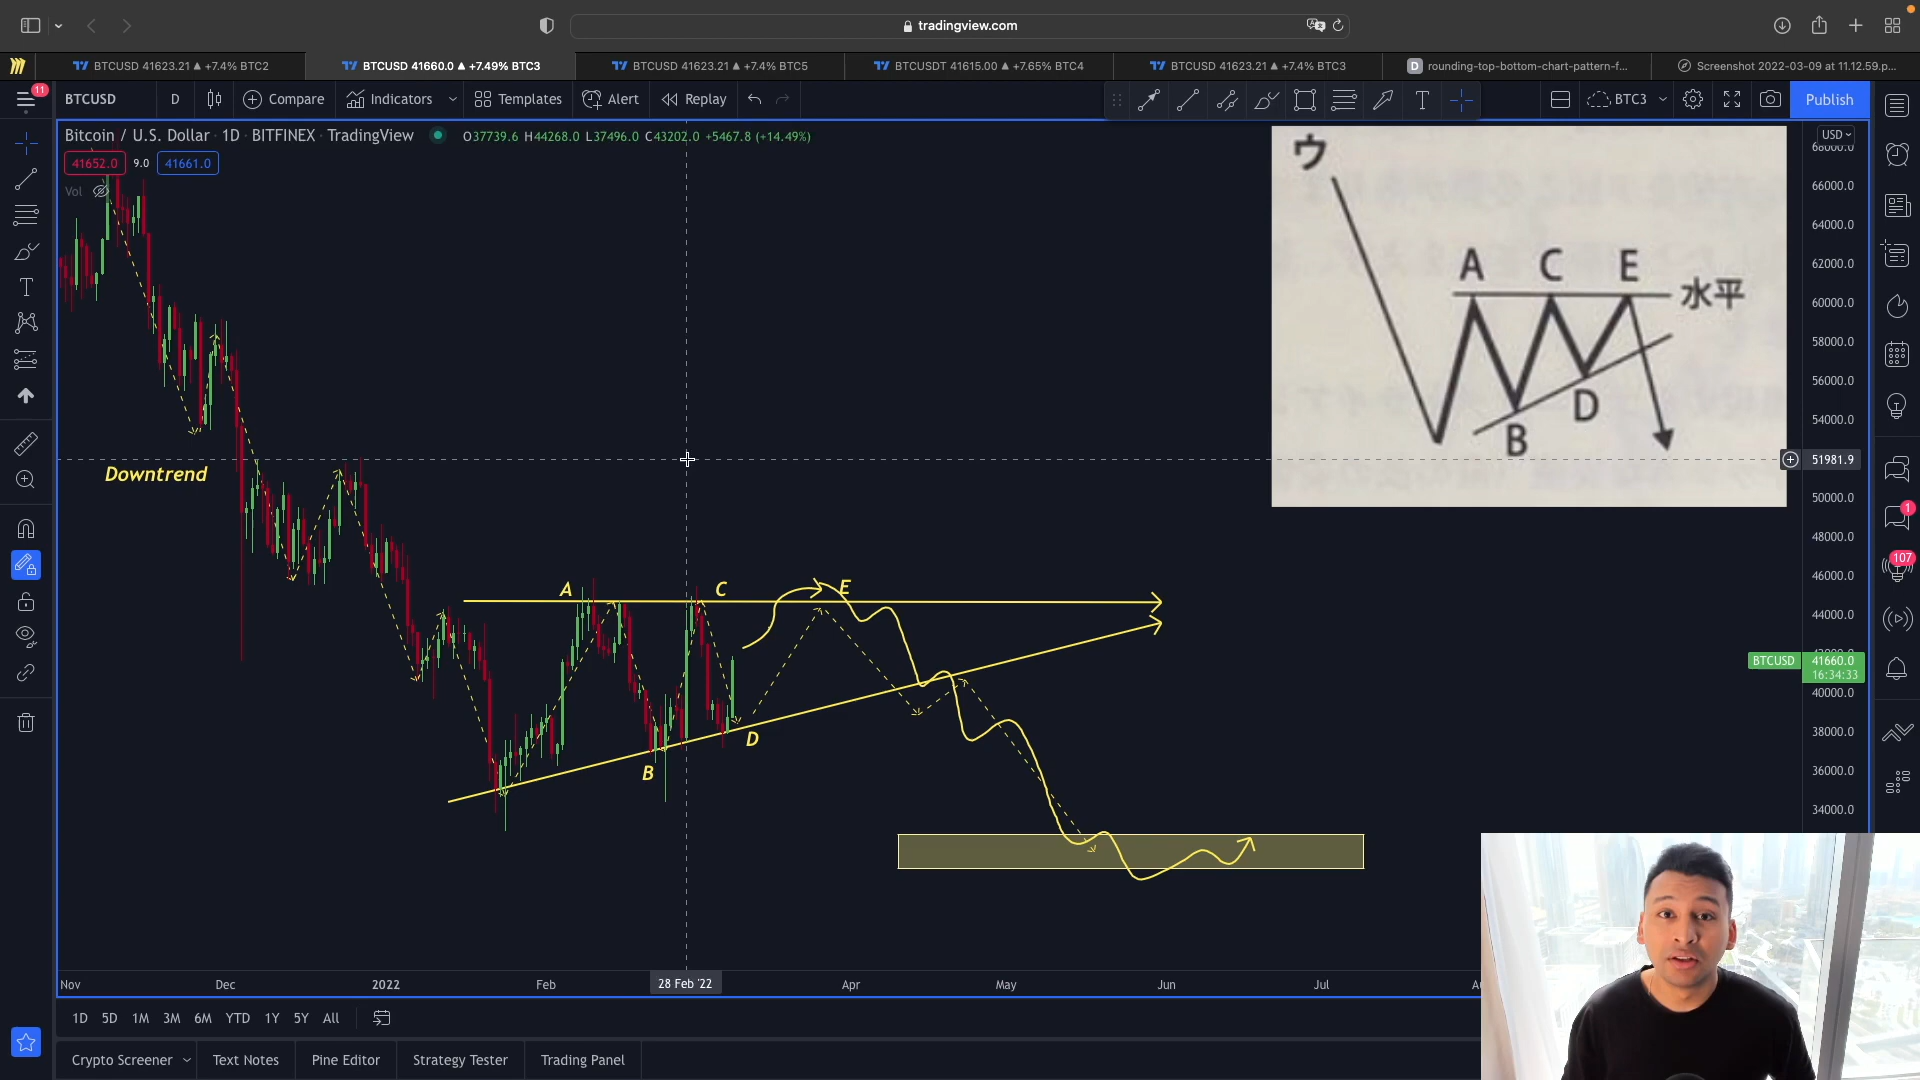 tradingview.com
BTCUSD 41623.21 ▲ +7.4% BTC2
BTCUSD 41660.0 ▲ +7.49% BTC3
BTCUSD 41623.21 ▲ +7.4% BTC5
BTCUSDT 41615.00 ▲ +7.65% BTC4
BTCUSD 41623.21 ▲ +7.4% BTC3
D rounding-top-bottom-chart-pattern-f...
Screenshot 2022-03-09 at 11.12.59.p...
11
BTCUSD
D
Compare
Indicators
Templates
Alert
Replay
BTC3
Publish
Bitcoin / U.S. Dollar · 1D · BITFINEX · TradingView
O37739.6 H44268.0 L37496.0 C43202.0 +5467.8 (+14.49%)
41652.0 9.0 41661.0
Vol
USD
68000.0
66000.0
64000.0
62000.0
60000.0
58000.0
56000.0
54000.0
51981.9
50000.0
48000.0
46000.0
44000.0
42000.0
BTCUSD 41660.0
16:34:33
40000.0
38000.0
36000.0
34000.0
ウ
A C E
水平
B
D
Downtrend
A
C
E
B
D
1
107
Nov Dec 2022 Feb 28 Feb '22 Apr May Jun Jul
1D 5D 1M 3M 6M YTD 1Y 5Y All
Crypto Screener Text Notes Pine Editor Strategy Tester Trading Panel